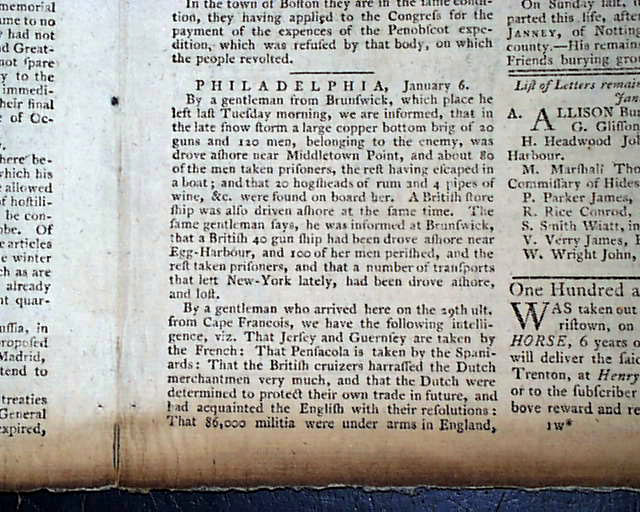 memorial
ame to no
y had not
nd Great-
not spare
y to the
immedi-
heir final
e of Oc-
here be-
which his
e allowed
f hoſtili-
be con-
obe. Of
e articles
e winter
ch as are
already
nt quar-
uſſia, in
propoſed
Madrid,
tend to
treaties
General
expired,
In the town of Boſton they are in the ſame condi-
tion, they having applyed to the Congreſs for the
payment of the expences of the Penobſcot expe-
dition, which was refuſed by that body, on which
the people revolted.
PHILADELPHIA, January 6.
By a gentleman from Brunſwick, which place he
left laſt Tueſday morning, we are informed, that in
the late ſnow ſtorm a large copper bottom brig of 20
guns and 120 men, belonging to the enemy, was
drove aſhore near Middletown Point, and about 80
of the men taken priſoners, the reſt having eſcaped in
a boat; and that 20 hogſheads of rum and 4 pipes of
wine, &c. were found on board her. A Britiſh ſtore
ſhip was alſo driven aſhore at the ſame time. The
ſame gentleman ſays, he was informed at Brunſwick,
that a Britiſh 40 gun ſhip had been drove aſhore near
Egg-Harbour, and 100 of her men periſhed, and the
reſt taken priſoners, and that a number of tranſports
that left New-York lately, had been drove aſhore,
and loſt.
By a gentleman who arrived here on the 29th ult.
from Cape Francois, we have the following intelli-
gence, viz. That Jerſey and Guernſey are taken by
the French: That Penſacola is taken by the Spani-
ards: That the Britiſh cruizers harraſſed the Dutch
merchantmen very much, and that the Dutch were
determined to protect their own trade in future, and
had acquainted the Engliſh with their reſolutions:
That 86,000 militia were under arms in England,
On Sunday laſt,
parted this life, after
JANNEY, of Notting
county.—His remain
Friends burying grou
Liſt of Letters remain
Jan
A. ALLISON Bur
G. Gliſſon
H. Headwood Joh
Harbour.
M. Marſhall Tho
Commiſſary of Hides
P. Parker James,
R. Rice Conrod,
S. Smith Wiatt, in
V. Verry James,
W. Wright John,
One Hundred a
WAS taken out
riſtown, on
HORSE, 6 years o
will deliver the ſaid
Trenton, at Henry
or to the ſubſcriber
bove reward and re
1w*